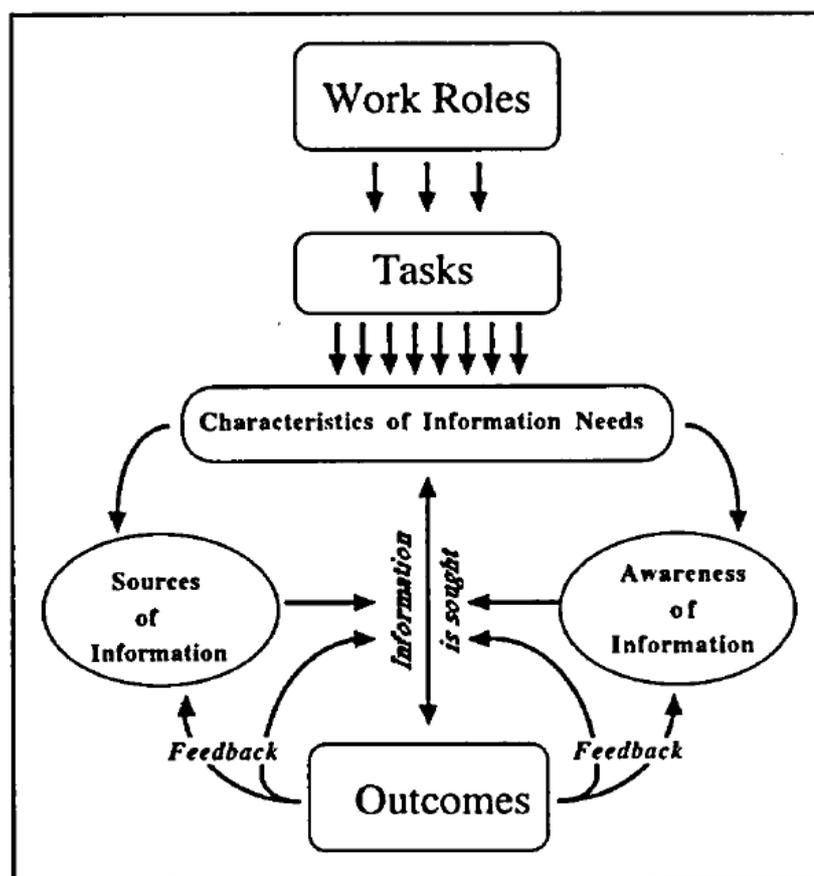 Work Roles
Tasks
Characteristics of Information Needs
Sources
of
Information
Information
is sought
Awareness
of
Information
Feedback
Feedback
Outcomes